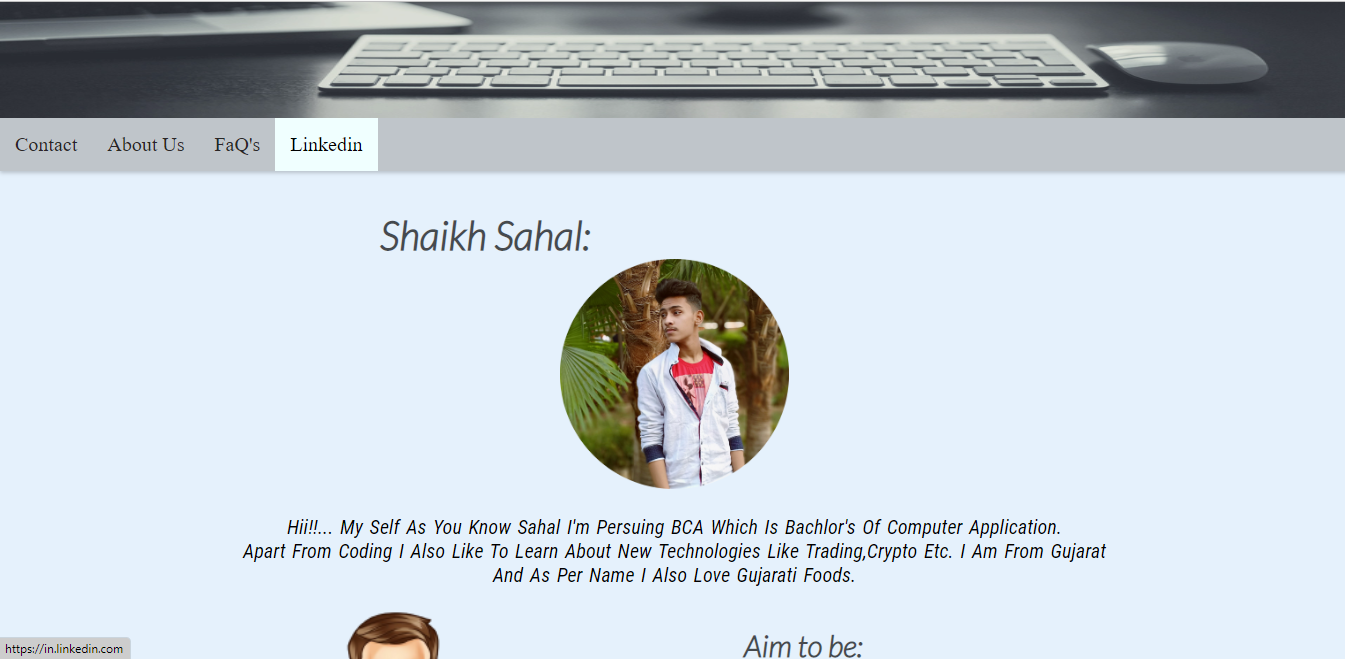 Contact About Us FaQ's Linkedin
Shaikh Sahal:
Hii!!... My Self As You Know Sahal I'm Persuing BCA Which Is Bachlor's Of Computer Application.
Apart From Coding I Also Like To Learn About New Technologies Like Trading,Crypto Etc. I Am From Gujarat
And As Per Name I Also Love Gujarati Foods.
Aim to be:
https://in.linkedin.com